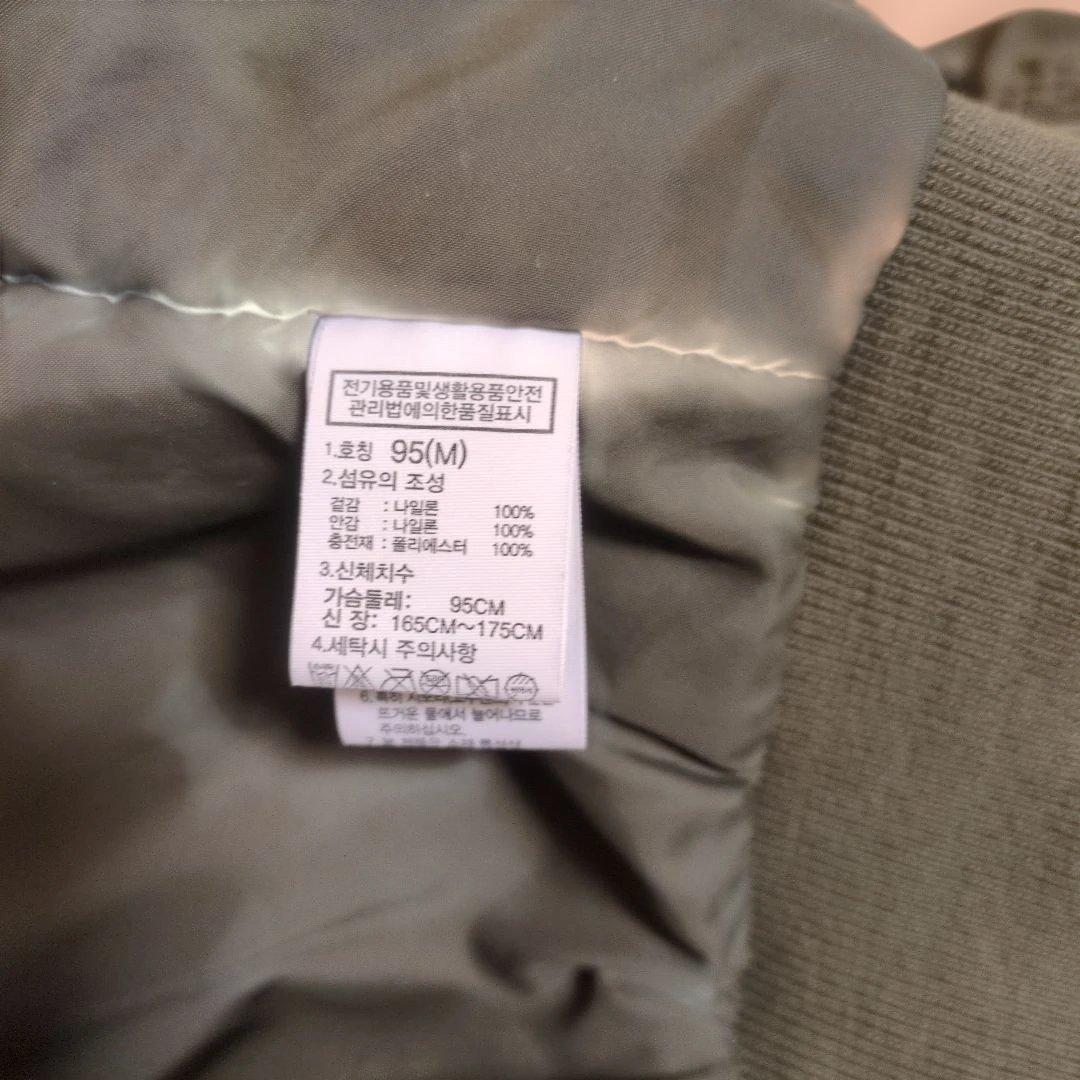 전기용품및생활용품안전
관리법에의한품질표시
1.호칭 95(M)
2.섬유의 조성
겉감 : 나일론 100%
안감 : 나일론 100%
충전재 : 폴리에스터 100%
3.신체치수
가슴둘레: 95CM
신 장: 165CM~175CM
4.세탁시 주의사항
6.특히
뜨거운 물에서 늘어나므로
주의하십시오.